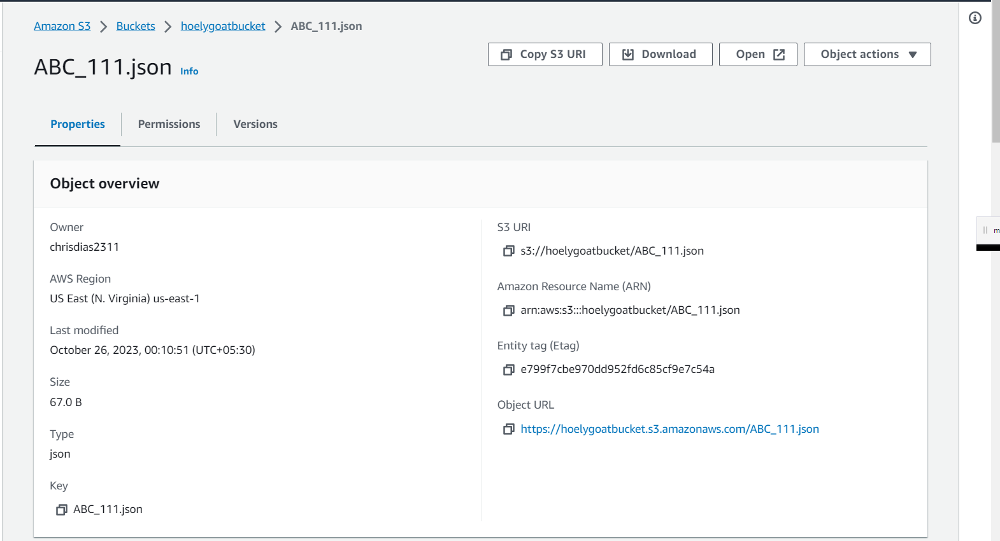 Amazon S3 > Buckets > hoelygoatbucket > ABC_111.json
ABC_111.json Info
Copy S3 URI Download Open Object actions
Properties Permissions Versions
Object overview
Owner
chrisdias2311
AWS Region
US East (N. Virginia) us-east-1
Last modified
October 26, 2023, 00:10:51 (UTC+05:30)
Size
67.0 B
Type
json
Key
ABC_111.json
S3 URI
s3://hoelygoatbucket/ABC_111.json
Amazon Resource Name (ARN)
arn:aws:s3:::hoelygoatbucket/ABC_111.json
Entity tag (Etag)
e799f7cbe970dd952fd6c85cf9e7c54a
Object URL
https://hoelygoatbucket.s3.amazonaws.com/ABC_111.json